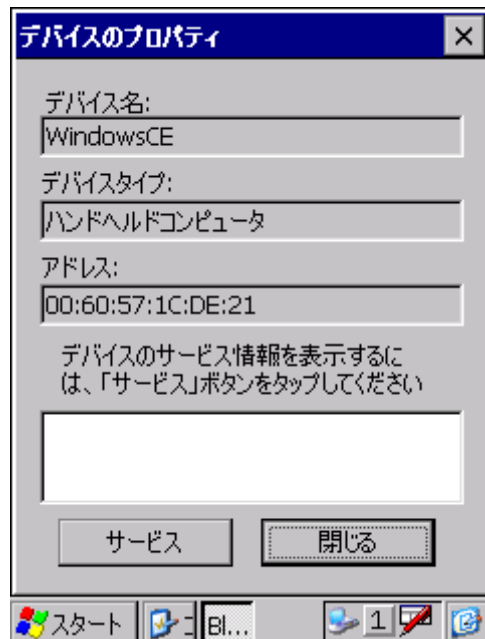 デバイスのプロパティ
デバイス名:
WindowsCE
デバイスタイプ:
ハンドヘルドコンピュータ
アドレス:
00:60:57:1C:DE:21
デバイスのサービス情報を表示するに
は、「サービス」ボタンをタップしてください
サービス
閉じる
スタート
コ
Bl...
1